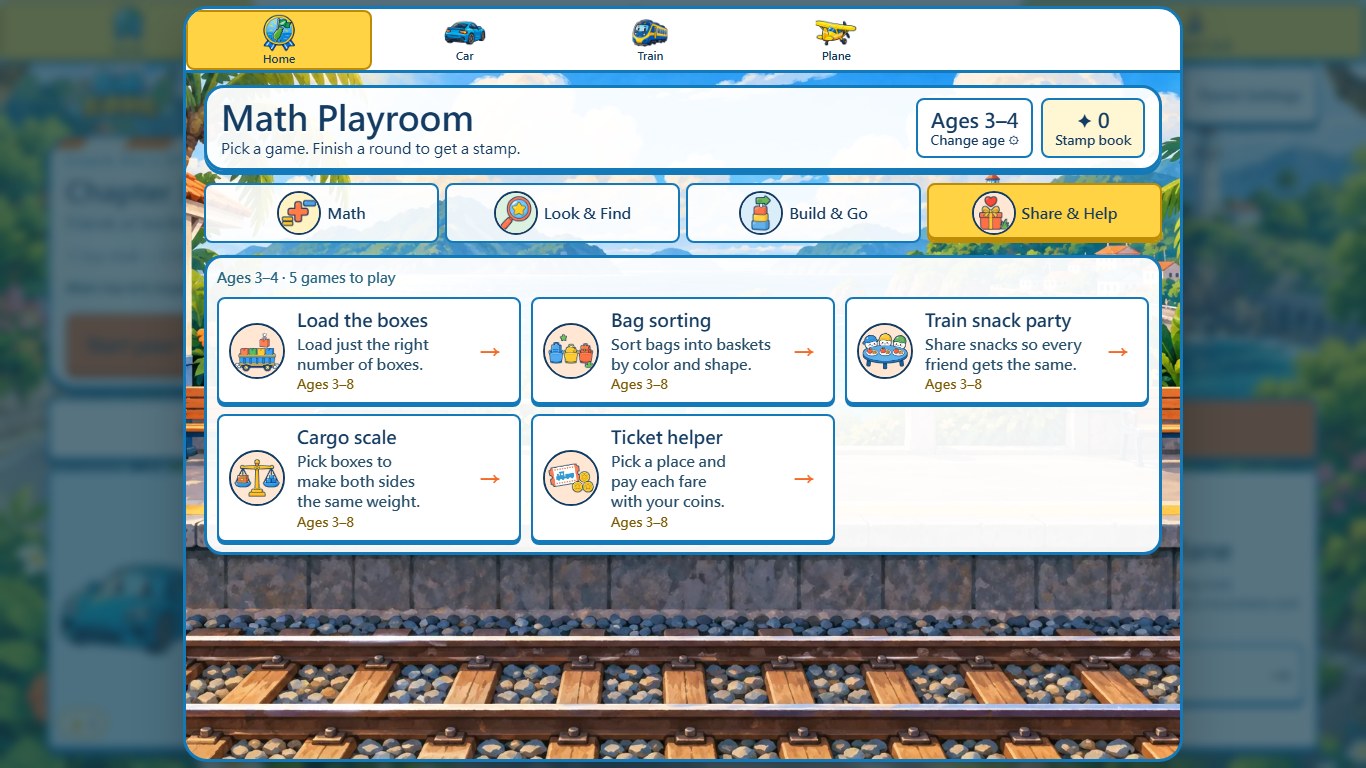 Home
Car
Train
Plane
Math Playroom
Pick a game. Finish a round to get a stamp.
Ages 3–4
Change age ⚙
✦ 0
Stamp book
Math
Look & Find
Build & Go
Share & Help
Ages 3–4 · 5 games to play
Load the boxes
Load just the right
number of boxes.
Ages 3–8
→
Bag sorting
Sort bags into baskets
by color and shape.
Ages 3–8
→
Train snack party
Share snacks so every
friend gets the same.
Ages 3–8
→
Cargo scale
Pick boxes to
make both sides
the same weight.
Ages 3–8
→
Ticket helper
Pick a place and
pay each fare
with your coins.
Ages 3–8
→